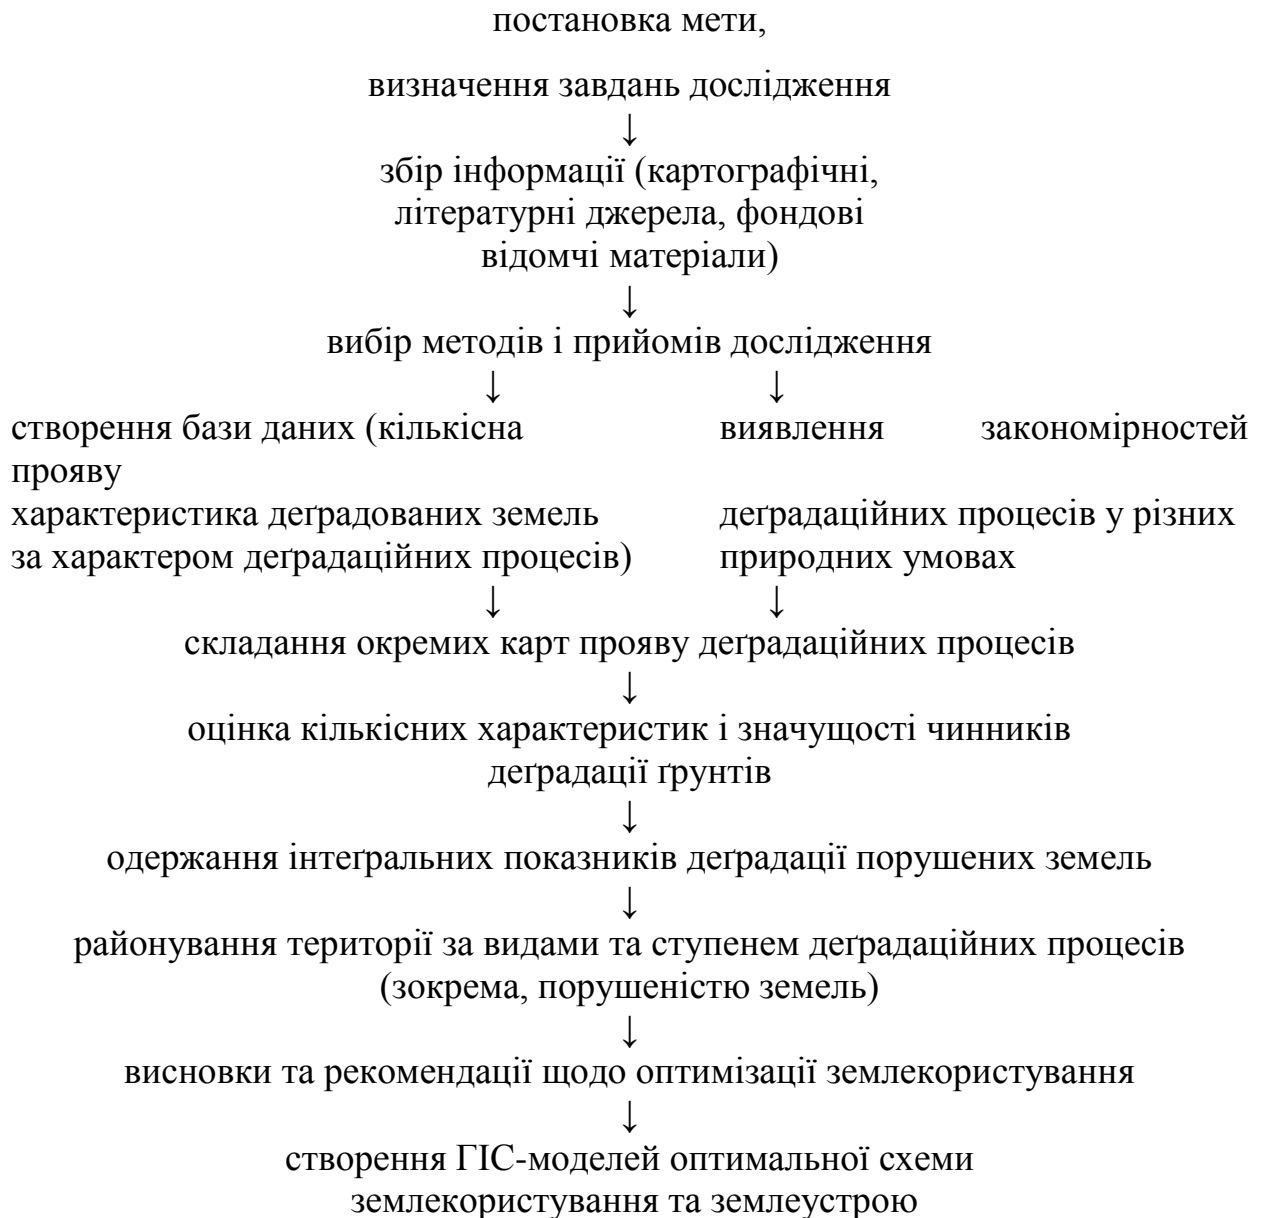 постановка мети,
визначення завдань дослідження
↓
збір інформації (картографічні,
літературні джерела, фондові
відомчі матеріали)
↓
вибір методів і прийомів дослідження
↓ ↓
створення бази даних (кількісна виявлення закономірностей
прояву
характеристика деґрадованих земель деґрадаційних процесів у різних
за характером деґрадаційних процесів) природних умовах
↓ ↓
складання окремих карт прояву деґрадаційних процесів
↓
оцінка кількісних характеристик і значущості чинників
деґрадації ґрунтів
↓
одержання інтеґральних показників деґрадації порушених земель
↓
районування території за видами та ступенем деґрадаційних процесів
(зокрема, порушеністю земель)
↓
висновки та рекомендації щодо оптимізації землекористування
↓
створення ГІС-моделей оптимальної схеми
землекористування та землеустрою